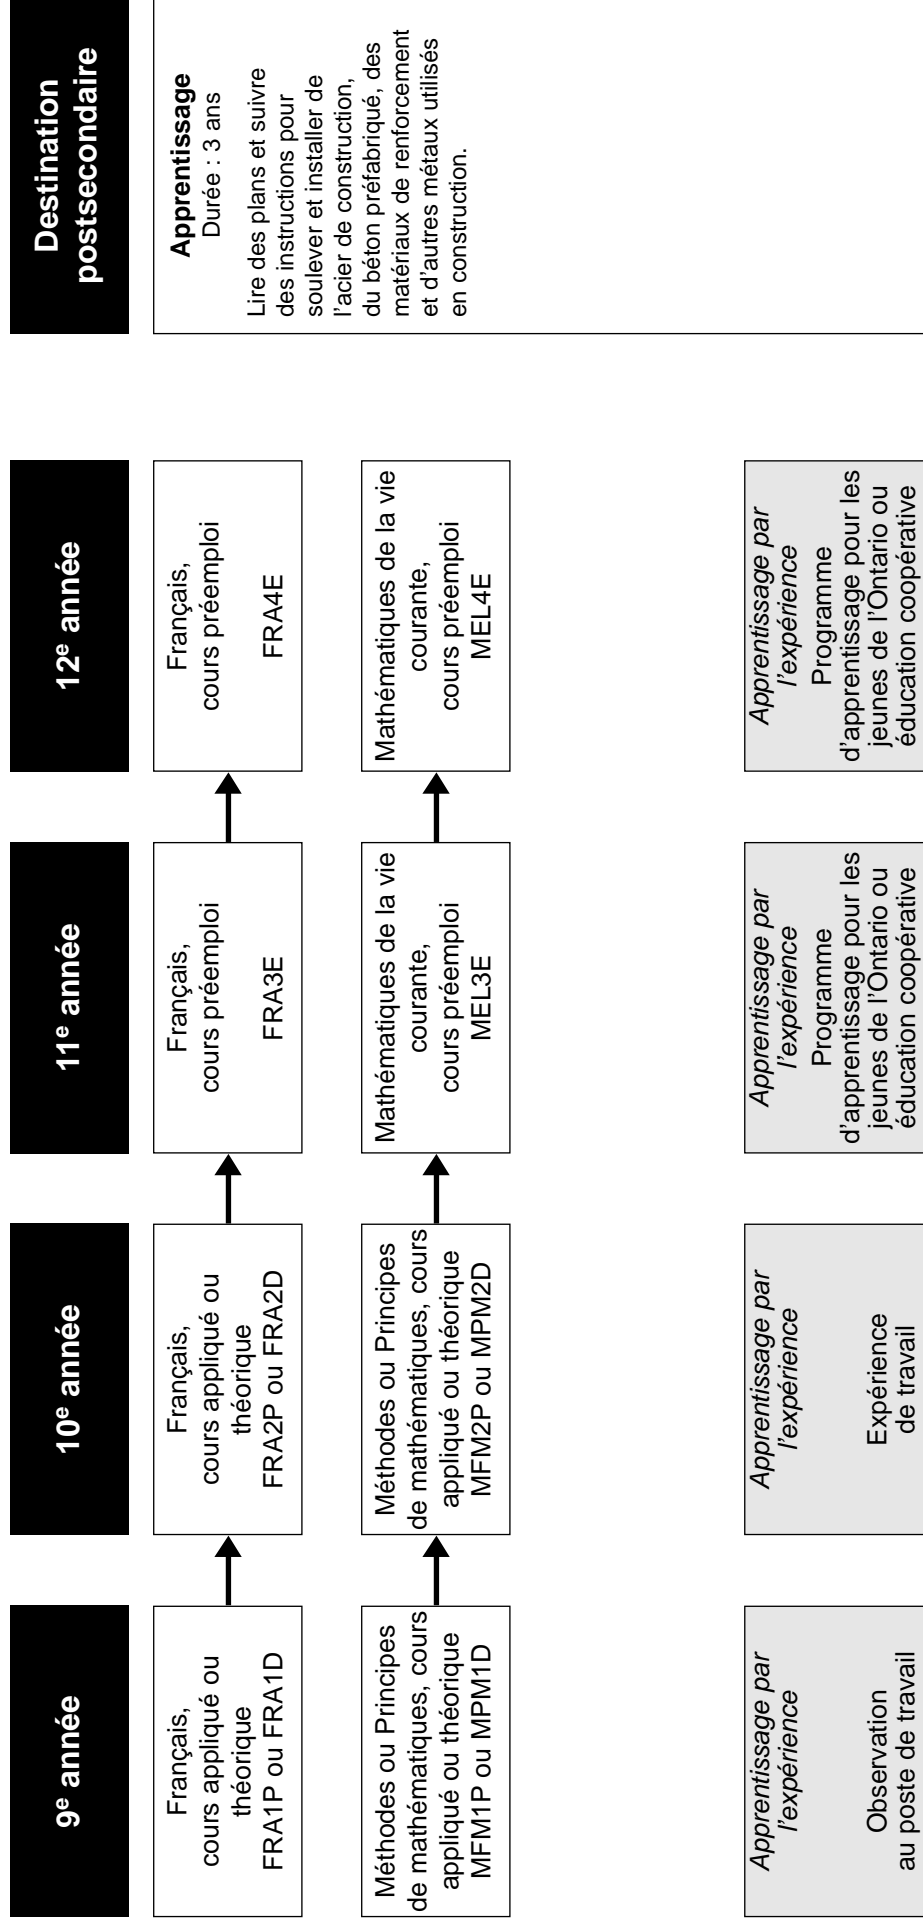 9e année
10e année
11e année
12e année
Destination
postsecondaire
Français,
cours appliqué ou
théorique
FRA1P ou FRA1D
Français,
cours appliqué ou
théorique
FRA2P ou FRA2D
Français,
cours préemploi
FRA3E
Français,
cours préemploi
FRA4E
Apprentissage
Durée : 3 ans
Lire des plans et suivre
des instructions pour
soulever et installer de
l'acier de construction,
du béton préfabriqué, des
matériaux de renforcement
et d'autres métaux utilisés
en construction.
Méthodes ou Principes
de mathématiques, cours
appliqué ou théorique
MFM1P ou MPM1D
Méthodes ou Principes
de mathématiques, cours
appliqué ou théorique
MFM2P ou MPM2D
Mathématiques de la vie
courante,
cours préemploi
MEL3E
Mathématiques de la vie
courante,
cours préemploi
MEL4E
Apprentissage par
l'expérience
Observation
au poste de travail
Apprentissage par
l'expérience
Expérience
de travail
Apprentissage par
l'expérience
Programme
d'apprentissage pour les
jeunes de l'Ontario ou
éducation coopérative
Apprentissage par
l'expérience
Programme
d'apprentissage pour les
jeunes de l'Ontario ou
éducation coopérative